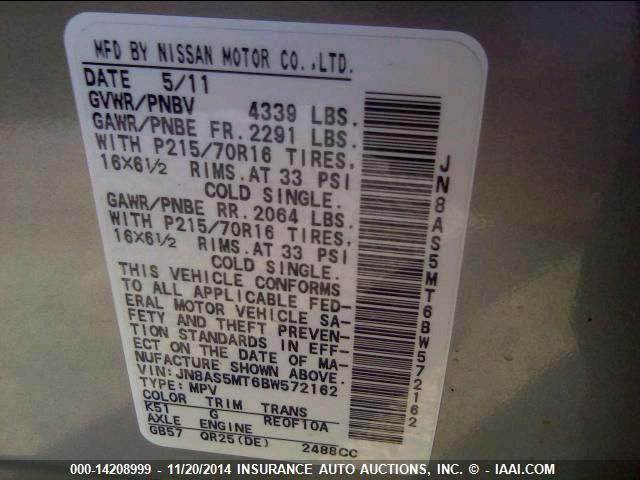 MFD BY NISSAN MOTOR CO.,LTD.
DATE 5/11
GVWR/PNBV 4339 LBS.
GAWR/PNBE FR.2291 LBS.
WITH P215/70R16 TIRES,
16X6½ RIMS.AT 33 PSI
COLD SINGLE.
GAWR/PNBE RR.2064 LBS.
WITH P215/70R16 TIRES,
16X6½ RIMS.AT 33 PSI
COLD SINGLE.
THIS VEHICLE CONFORMS
TO ALL APPLICABLE FED-
ERAL MOTOR VEHICLE SA-
FETY AND THEFT PREVEN-
TION STANDARDS IN EFF-
ECT ON THE DATE OF MA-
NUFACTURE SHOWN ABOVE.
VIN:JN8AS5MT6BW572162
TYPE: MPV
COLOR TRIM TRANS
K51 G RE0F10A
AXLE ENGINE
GB57 QR25(DE) 2488CC
JN8AS5MT6BW572162
000-14208999 — 11/20/2014 INSURANCE AUTO AUCTIONS, INC. © - IAAI.COM